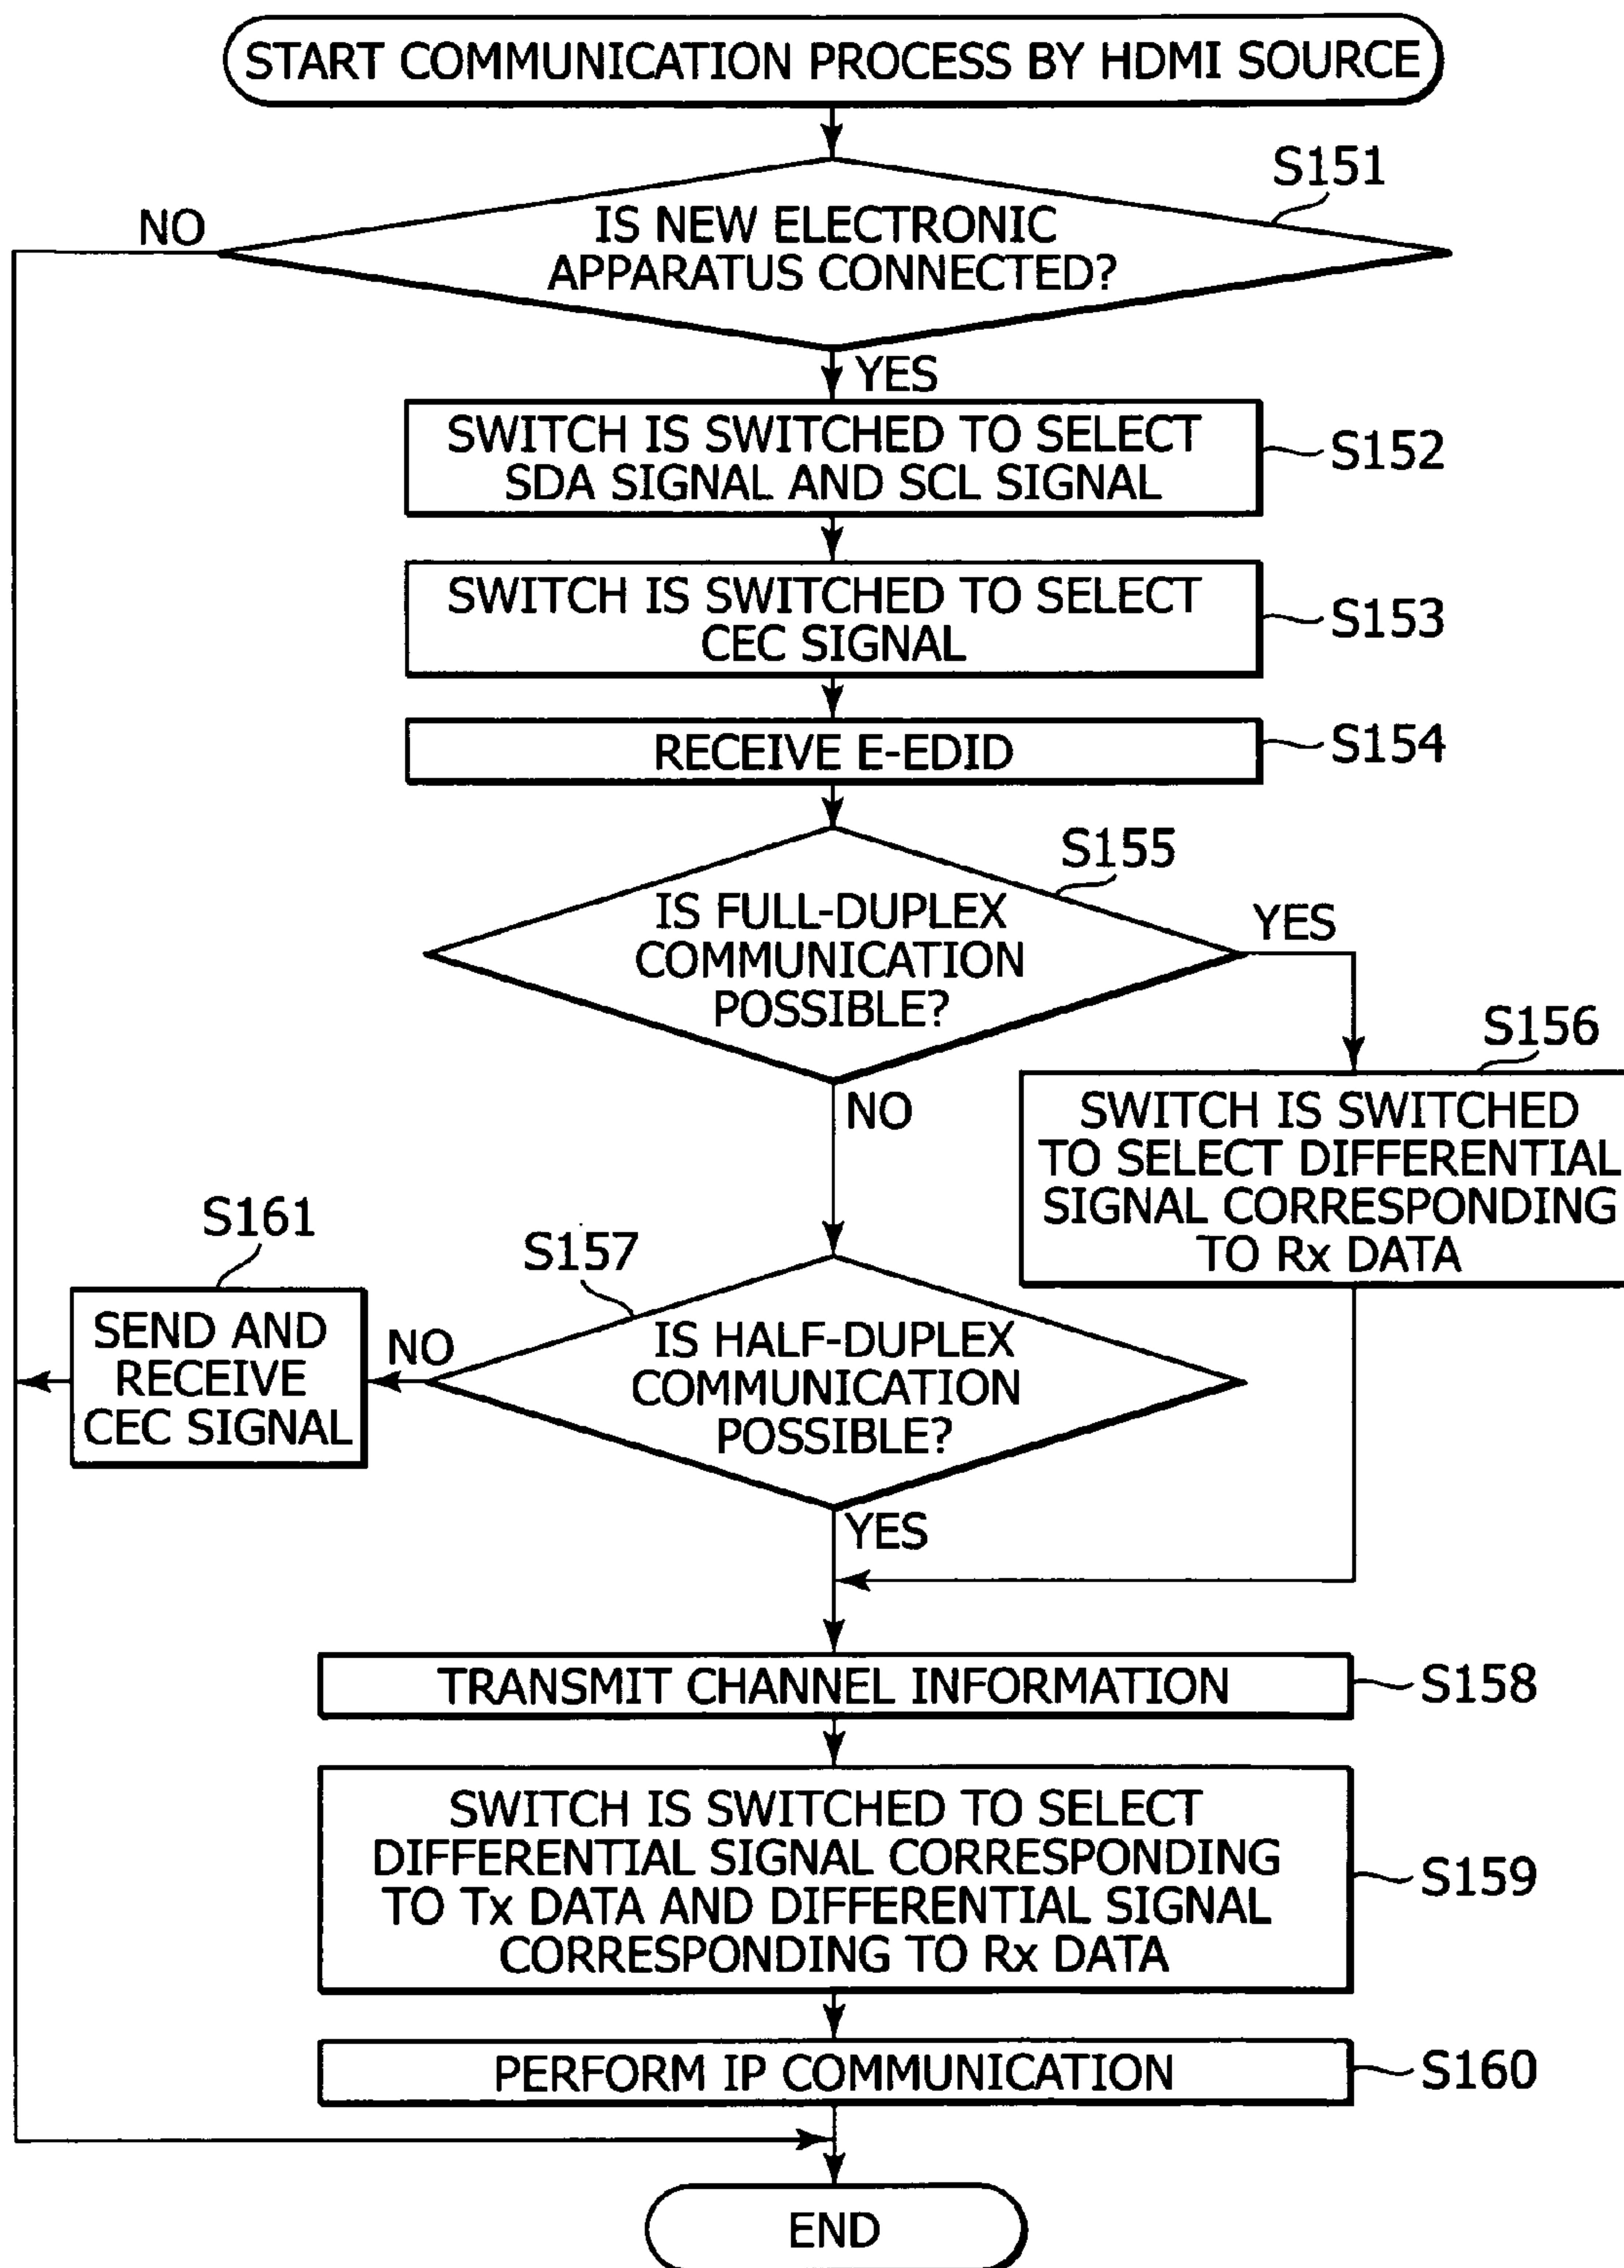 START COMMUNICATION PROCESS BY HDMI SOURCE
S151
NO
IS NEW ELECTRONIC
APPARATUS CONNECTED?
YES
SWITCH IS SWITCHED TO SELECT
SDA SIGNAL AND SCL SIGNAL
S152
SWITCH IS SWITCHED TO SELECT
CEC SIGNAL
S153
RECEIVE E-EDID
S154
S155
IS FULL-DUPLEX
COMMUNICATION
POSSIBLE?
YES
NO
S156
SWITCH IS SWITCHED
TO SELECT DIFFERENTIAL
SIGNAL CORRESPONDING
TO Rx DATA
S161
SEND AND
RECEIVE
CEC SIGNAL
NO
S157
IS HALF-DUPLEX
COMMUNICATION
POSSIBLE?
YES
TRANSMIT CHANNEL INFORMATION
S158
SWITCH IS SWITCHED TO SELECT
DIFFERENTIAL SIGNAL CORRESPONDING
TO Tx DATA AND DIFFERENTIAL SIGNAL
CORRESPONDING TO Rx DATA
S159
PERFORM IP COMMUNICATION
S160
END